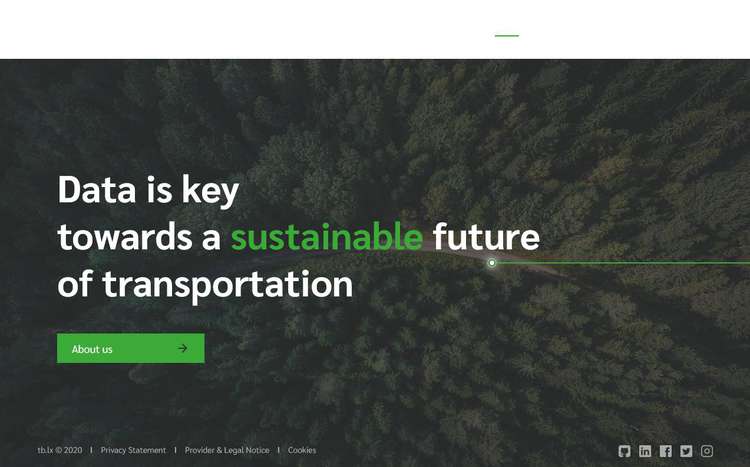 Data is key
towards a sustainable future
of transportation
About us
tb.lx © 2020 | Privacy Statement | Provider & Legal Notice | Cookies